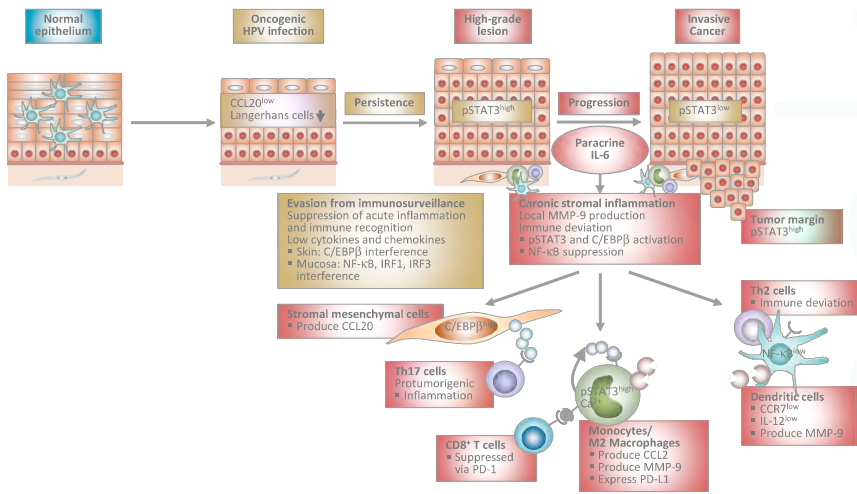 Normal
epithelium
Oncogenic
HPV infection
High-grade
lesion
Invasive
Cancer
CCL20low
Langerhans cells
Persistence
pSTAT3high
Progression
pSTAT3low
Paracrine
IL-6
Evasion from immunosurveillance
Suppression of acute inflammation
and immune recognition
Low cytokines and chemokines
▪ Skin: C/EBPβ interference
▪ Mucosa: NF-κB, IRF1, IRF3
interference
Chronic stromal inflammation
Local MMP-9 production
Immune deviation
▪ pSTAT3 and C/EBPβ activation
▪ NF-κB suppression
Tumor margin
pSTAT3high
Stromal mesenchymal cells
▪ Produce CCL20
C/EBPβhigh
Th17 cells
Protumorigenic
▪ Inflammation
CD8+ T cells
▪ Suppressed
via PD-1
pSTAT3high
Monocytes/
M2 Macrophages
▪ Produce CCL2
▪ Produce MMP-9
▪ Express PD-L1
Th2 cells
▪ Immune deviation
NF-κBlow
Dendritic cells
▪ CCR7low
▪ IL-12low
▪ Produce MMP-9